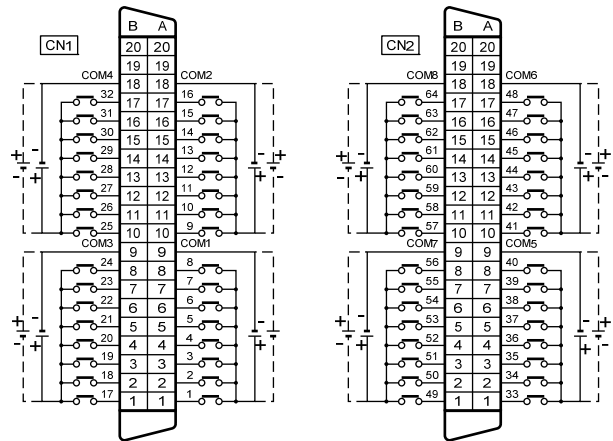 B A B A
CN1 20 20 CN2 20 20
19 19 19 19
COM4 18 18 COM2 COM8 18 18 COM6
32 17 17 16 64 17 17 48
31 16 16 15 63 16 16 47
30 15 15 14 62 15 15 46
29 14 14 13 61 14 14 45
28 13 13 12 60 13 13 44
27 12 12 11 59 12 12 43
26 11 11 10 58 11 11 42
25 10 10 9 57 10 10 41
COM3 9 9 COM1 COM7 9 9 COM5
24 8 8 8 56 8 8 40
23 7 7 7 55 7 7 39
22 6 6 6 54 6 6 38
21 5 5 5 53 5 5 37
20 4 4 4 52 4 4 36
19 3 3 3 51 3 3 35
18 2 2 2 50 2 2 34
17 1 1 1 49 1 1 33